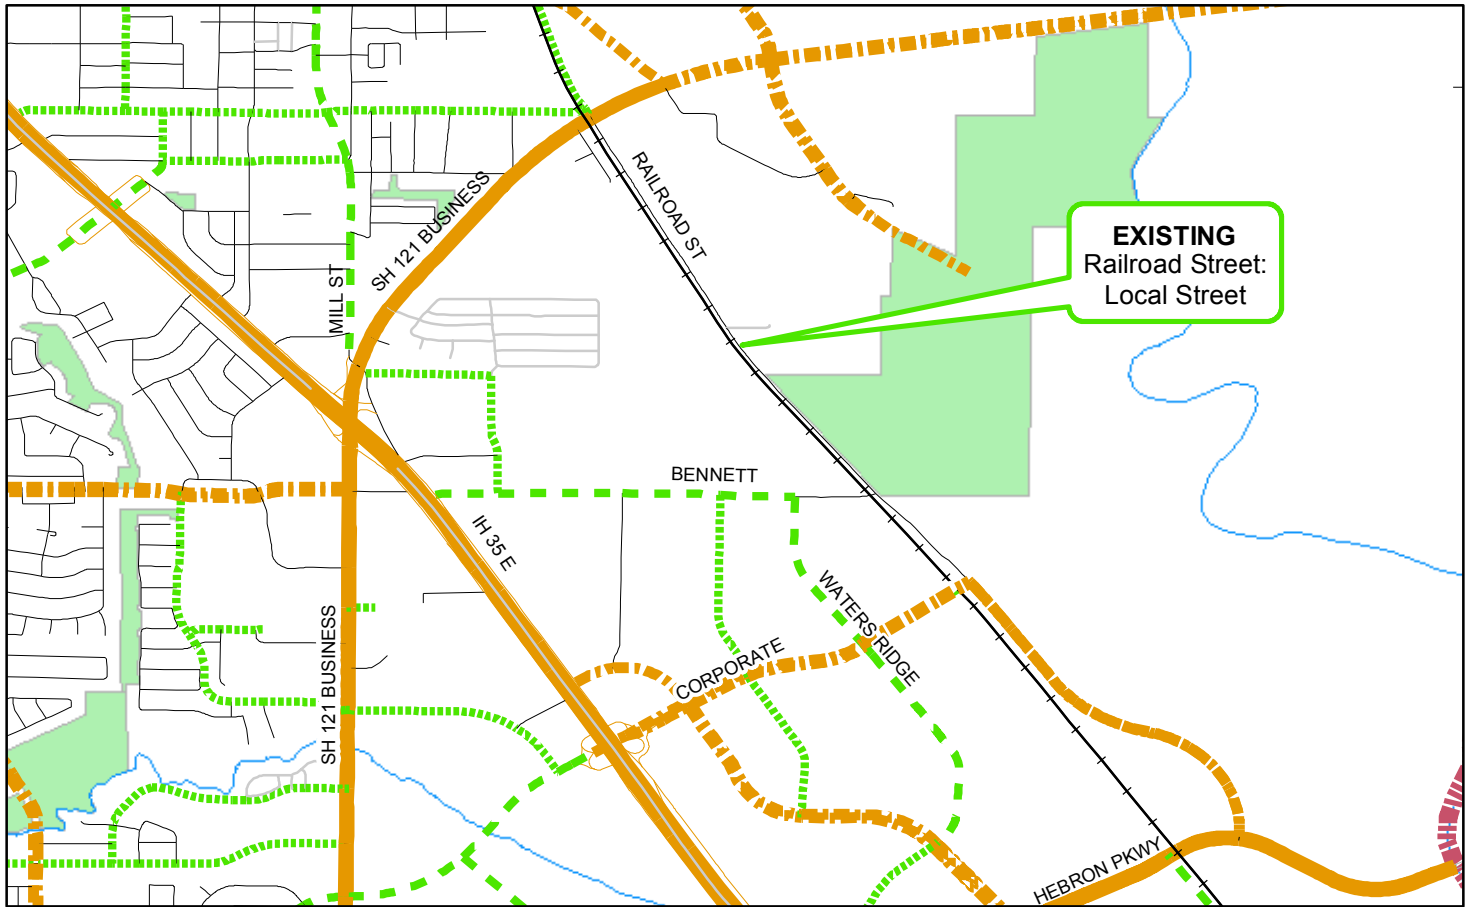 RAILROAD ST
SH 121 BUSINESS
MILL ST
EXISTING
Railroad Street:
Local Street
BENNETT
IH 35 E
WATERS RIDGE
CORPORATE
SH 121 BUSINESS
HEBRON PKWY